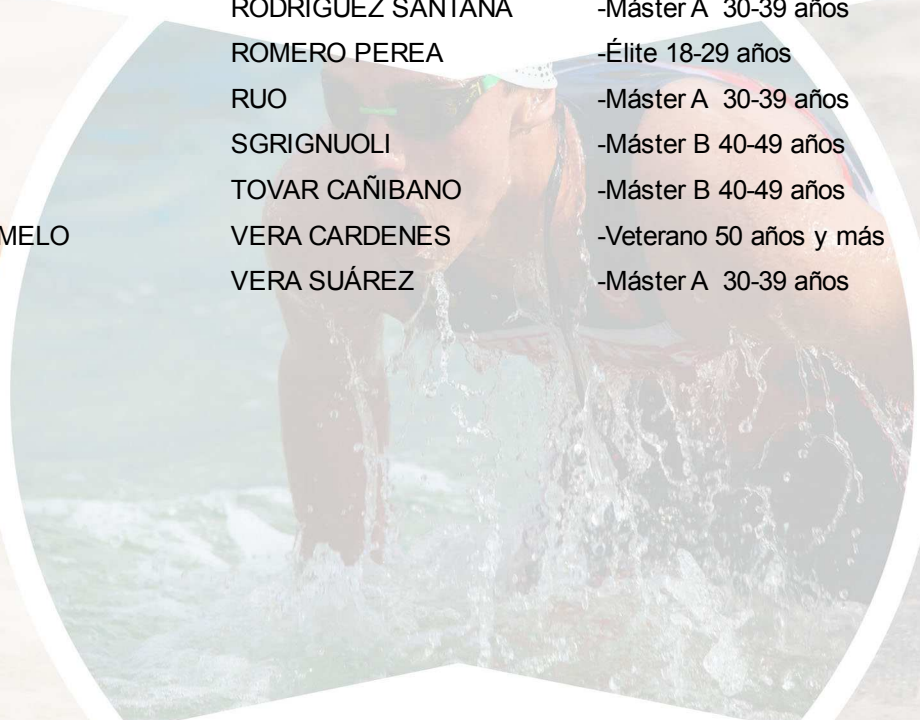 RODRÍGUEZ SANTANA -Máster A 30-39 años
ROMERO PEREA -Élite 18-29 años
RUO -Máster A 30-39 años
SGRIGNUOLI -Máster B 40-49 años
TOVAR CAÑIBANO -Máster B 40-49 años
MELO VERA CARDENES -Veterano 50 años y más
VERA SUÁREZ -Máster A 30-39 años